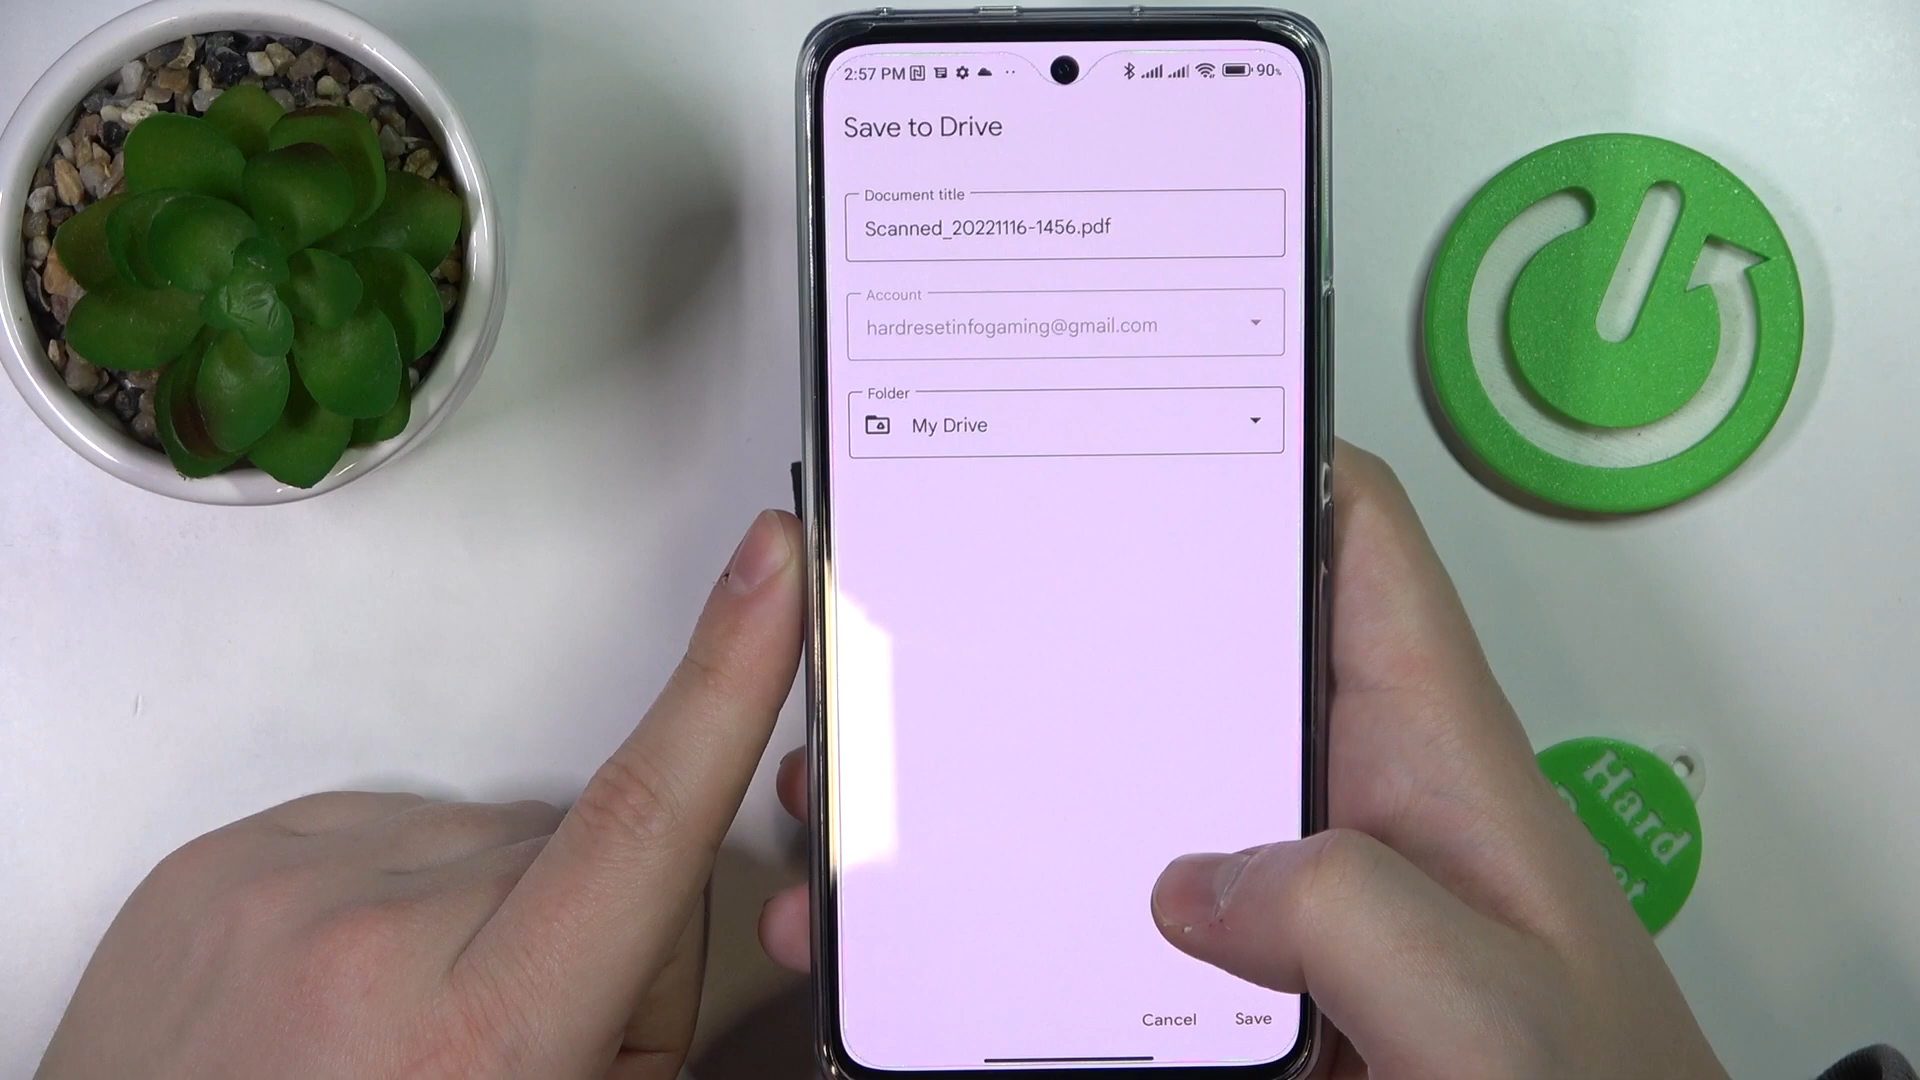 2:57 PM
90%
Save to Drive
Document title
Scanned_20221116-1456.pdf
Account
hardresetinfogaming@gmail.com
Folder
My Drive
Cancel
Save
Hard